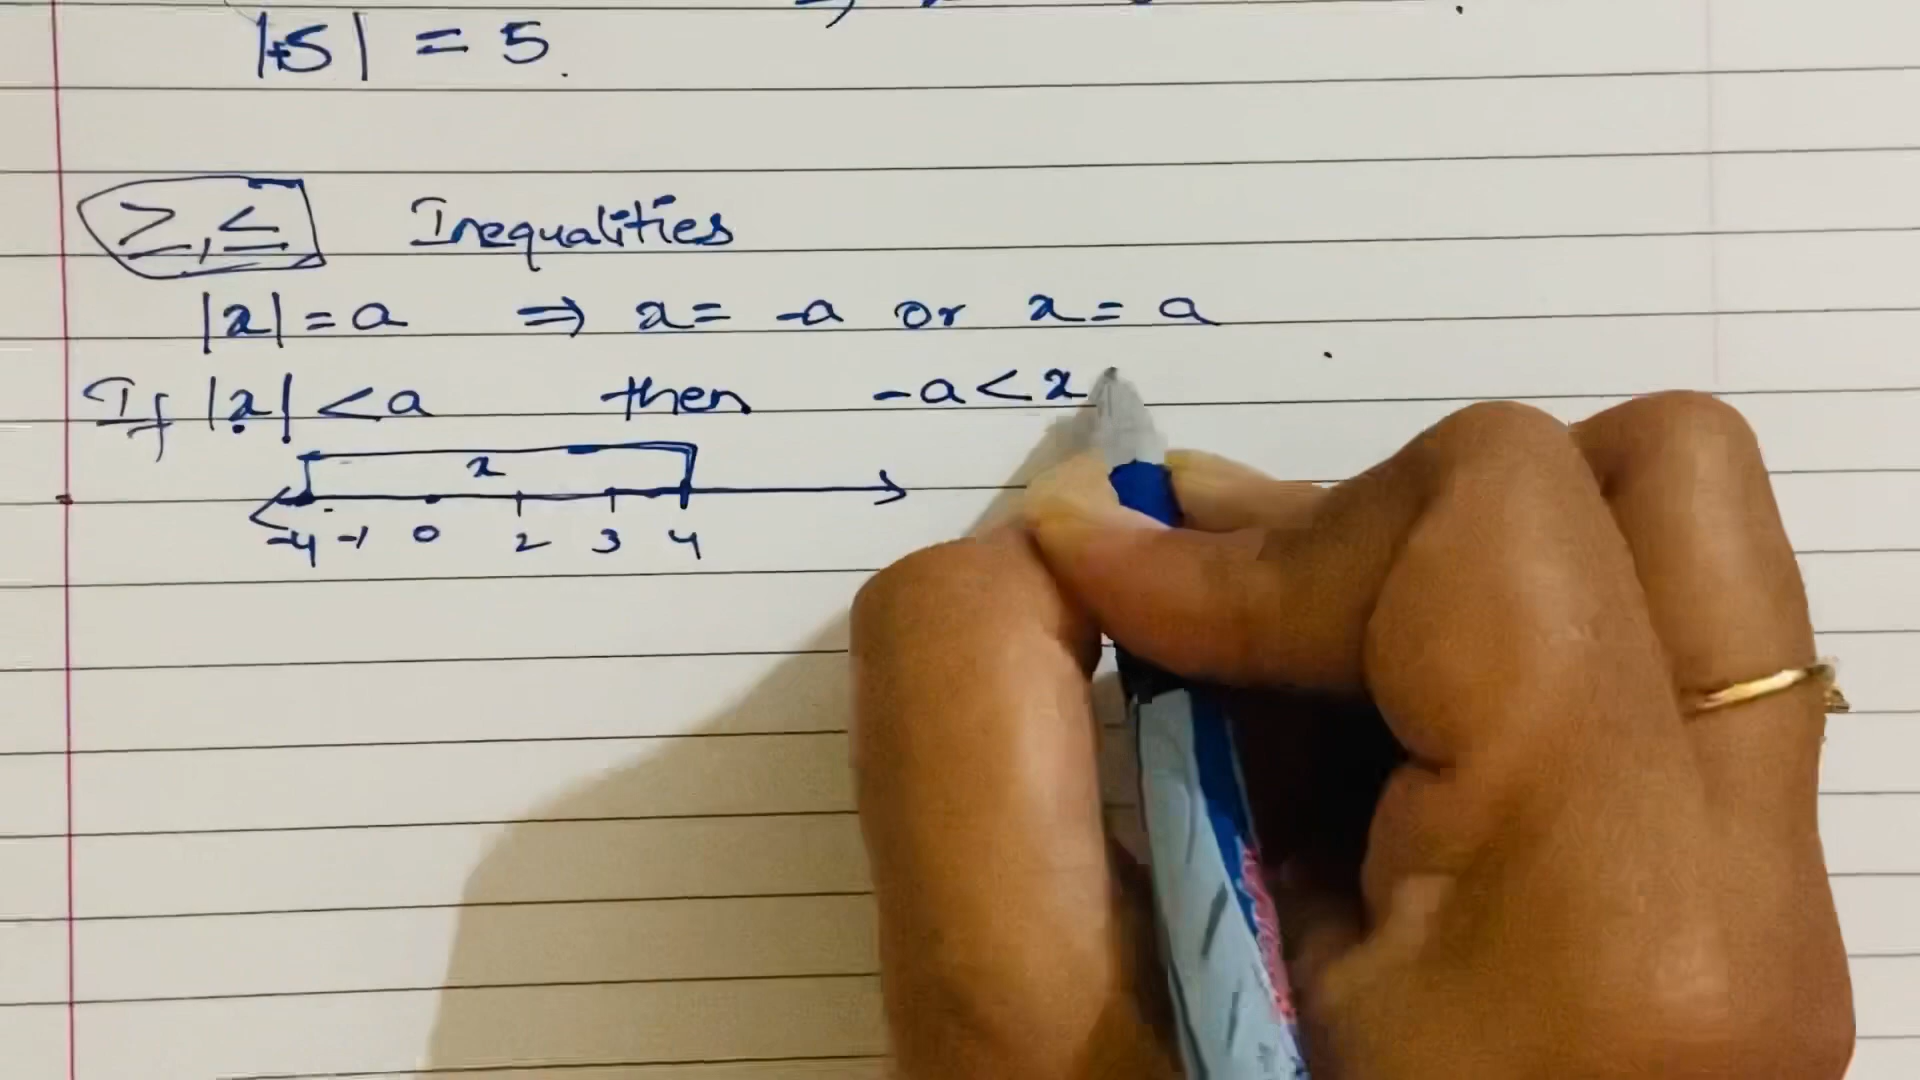 |+5| = 5.
≥, ≤ Inequalities
|x| = a ⇒ x = -a or x = a
If |x| < a then -a < x
x
-4 -1 0 2 3 4